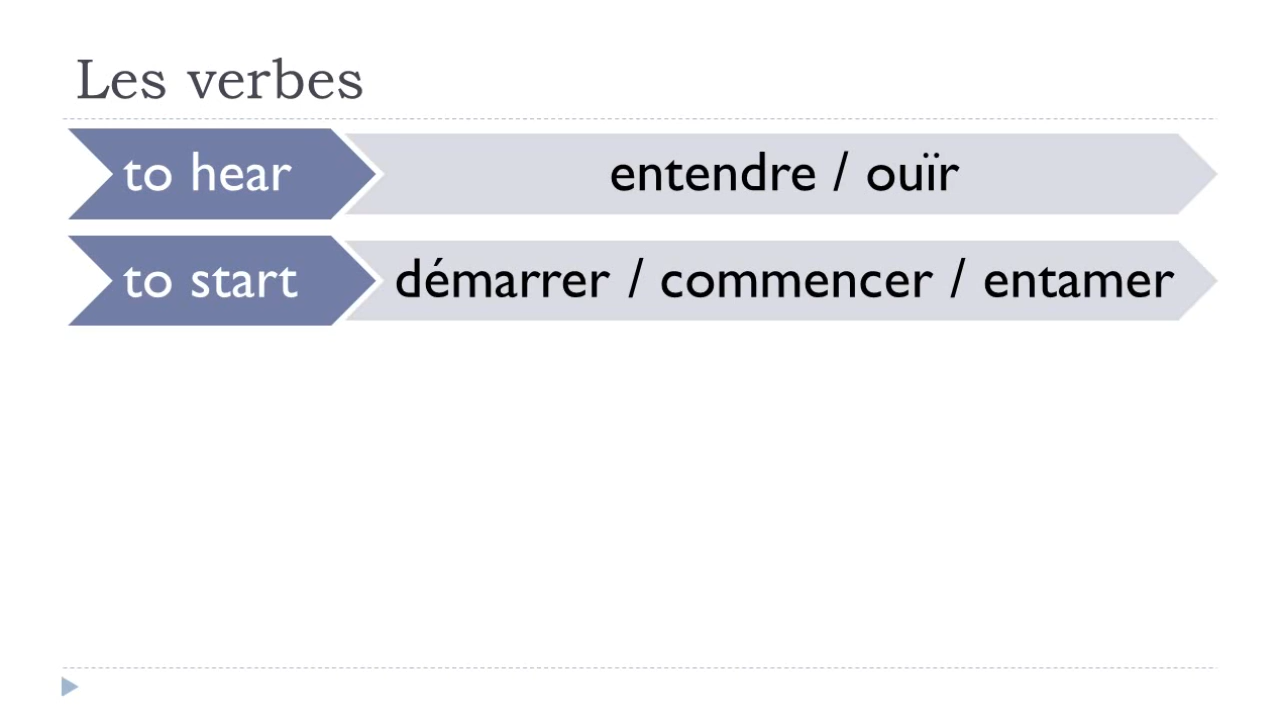 Les verbes
to hear
entendre / ouïr
to start
démarrer / commencer / entamer